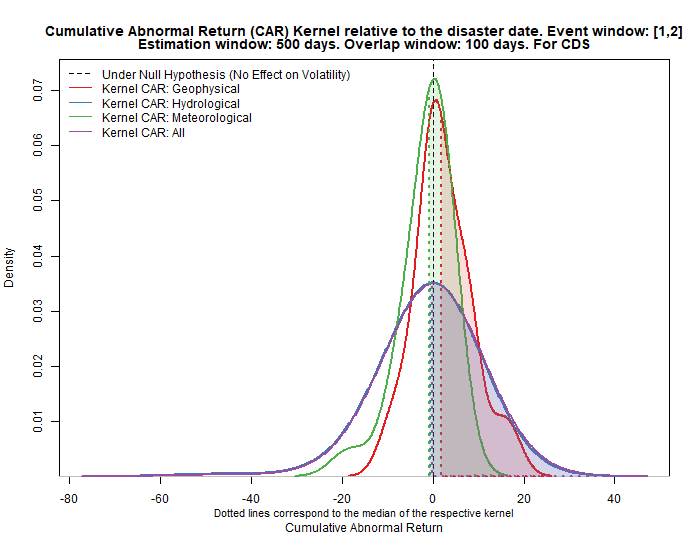 Cumulative Abnormal Return (CAR) Kernel relative to the disaster date. Event window: [1,2]
Estimation window: 500 days. Overlap window: 100 days. For CDS
Under Null Hypothesis (No Effect on Volatility)
Kernel CAR: Geophysical
Kernel CAR: Hydrological
Kernel CAR: Meteorological
Kernel CAR: All
0.07
0.06
0.05
0.04
0.03
0.02
0.01
Density
-80
-60
-40
-20
0
20
40
Dotted lines correspond to the median of the respective kernel
Cumulative Abnormal Return